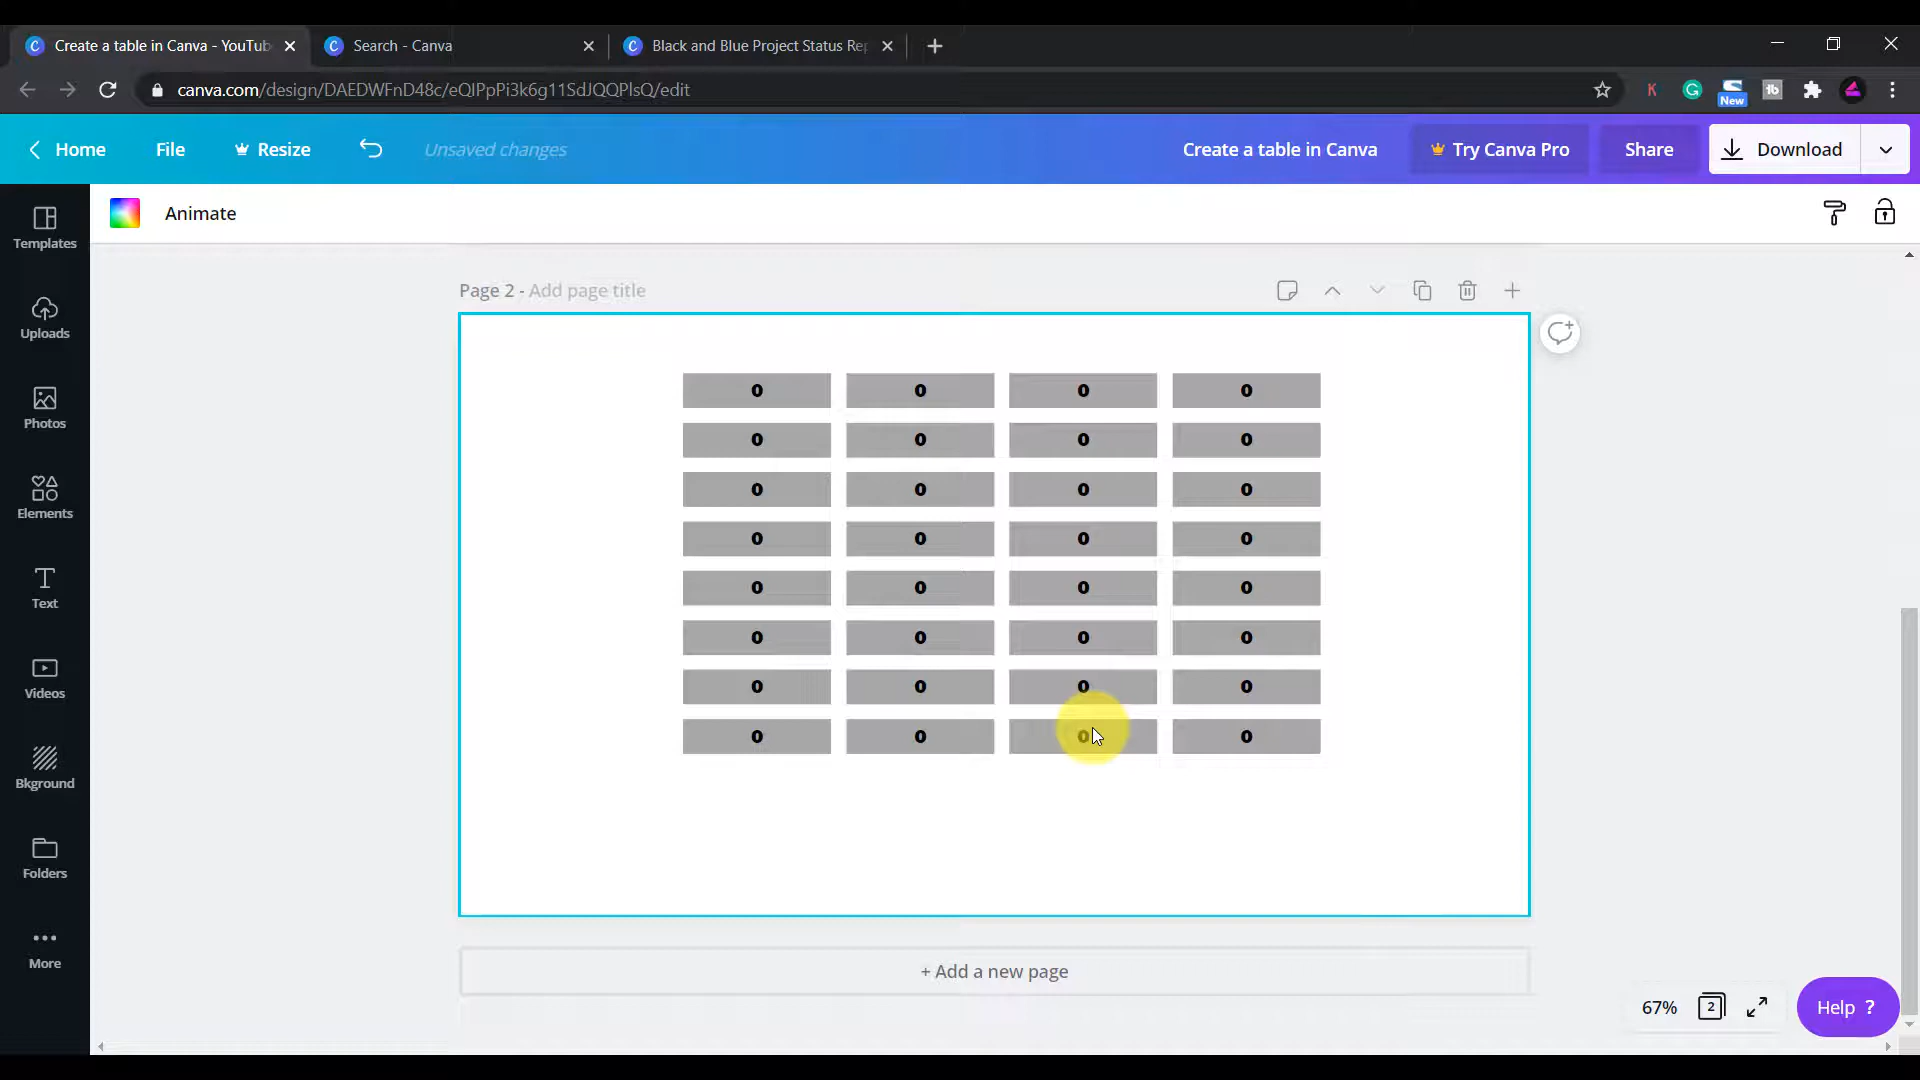 Create a table in Canva - YouTub
Search - Canva
Black and Blue Project Status Rep
canva.com/design/DAEDWFnD48c/eQIPpPi3k6g11SdJQQPlsQ/edit
New
Home
File
Resize
Unsaved changes
Create a table in Canva
Try Canva Pro
Share
Download
Animate
Templates
Uploads
Photos
Elements
Text
Videos
Bkground
Folders
More
Page 2 - Add page title
0 0 0 0
0 0 0 0
0 0 0 0
0 0 0 0
0 0 0 0
0 0 0 0
0 0 0 0
0 0 0 0
+ Add a new page
67%
2
Help ?